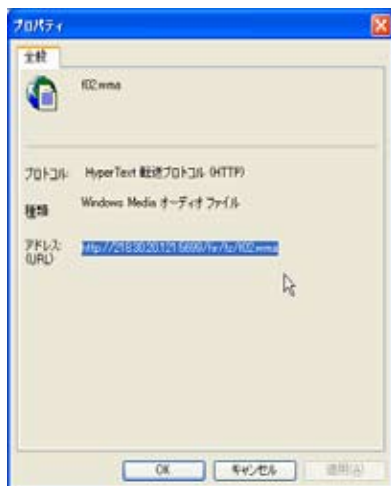 プロパティ
全般
f02.wma
プロトコル: HyperText 転送プロトコル (HTTP)
種類 Windows Media オーディオ ファイル
アドレス:
(URL)
OK キャンセル 適用(A)